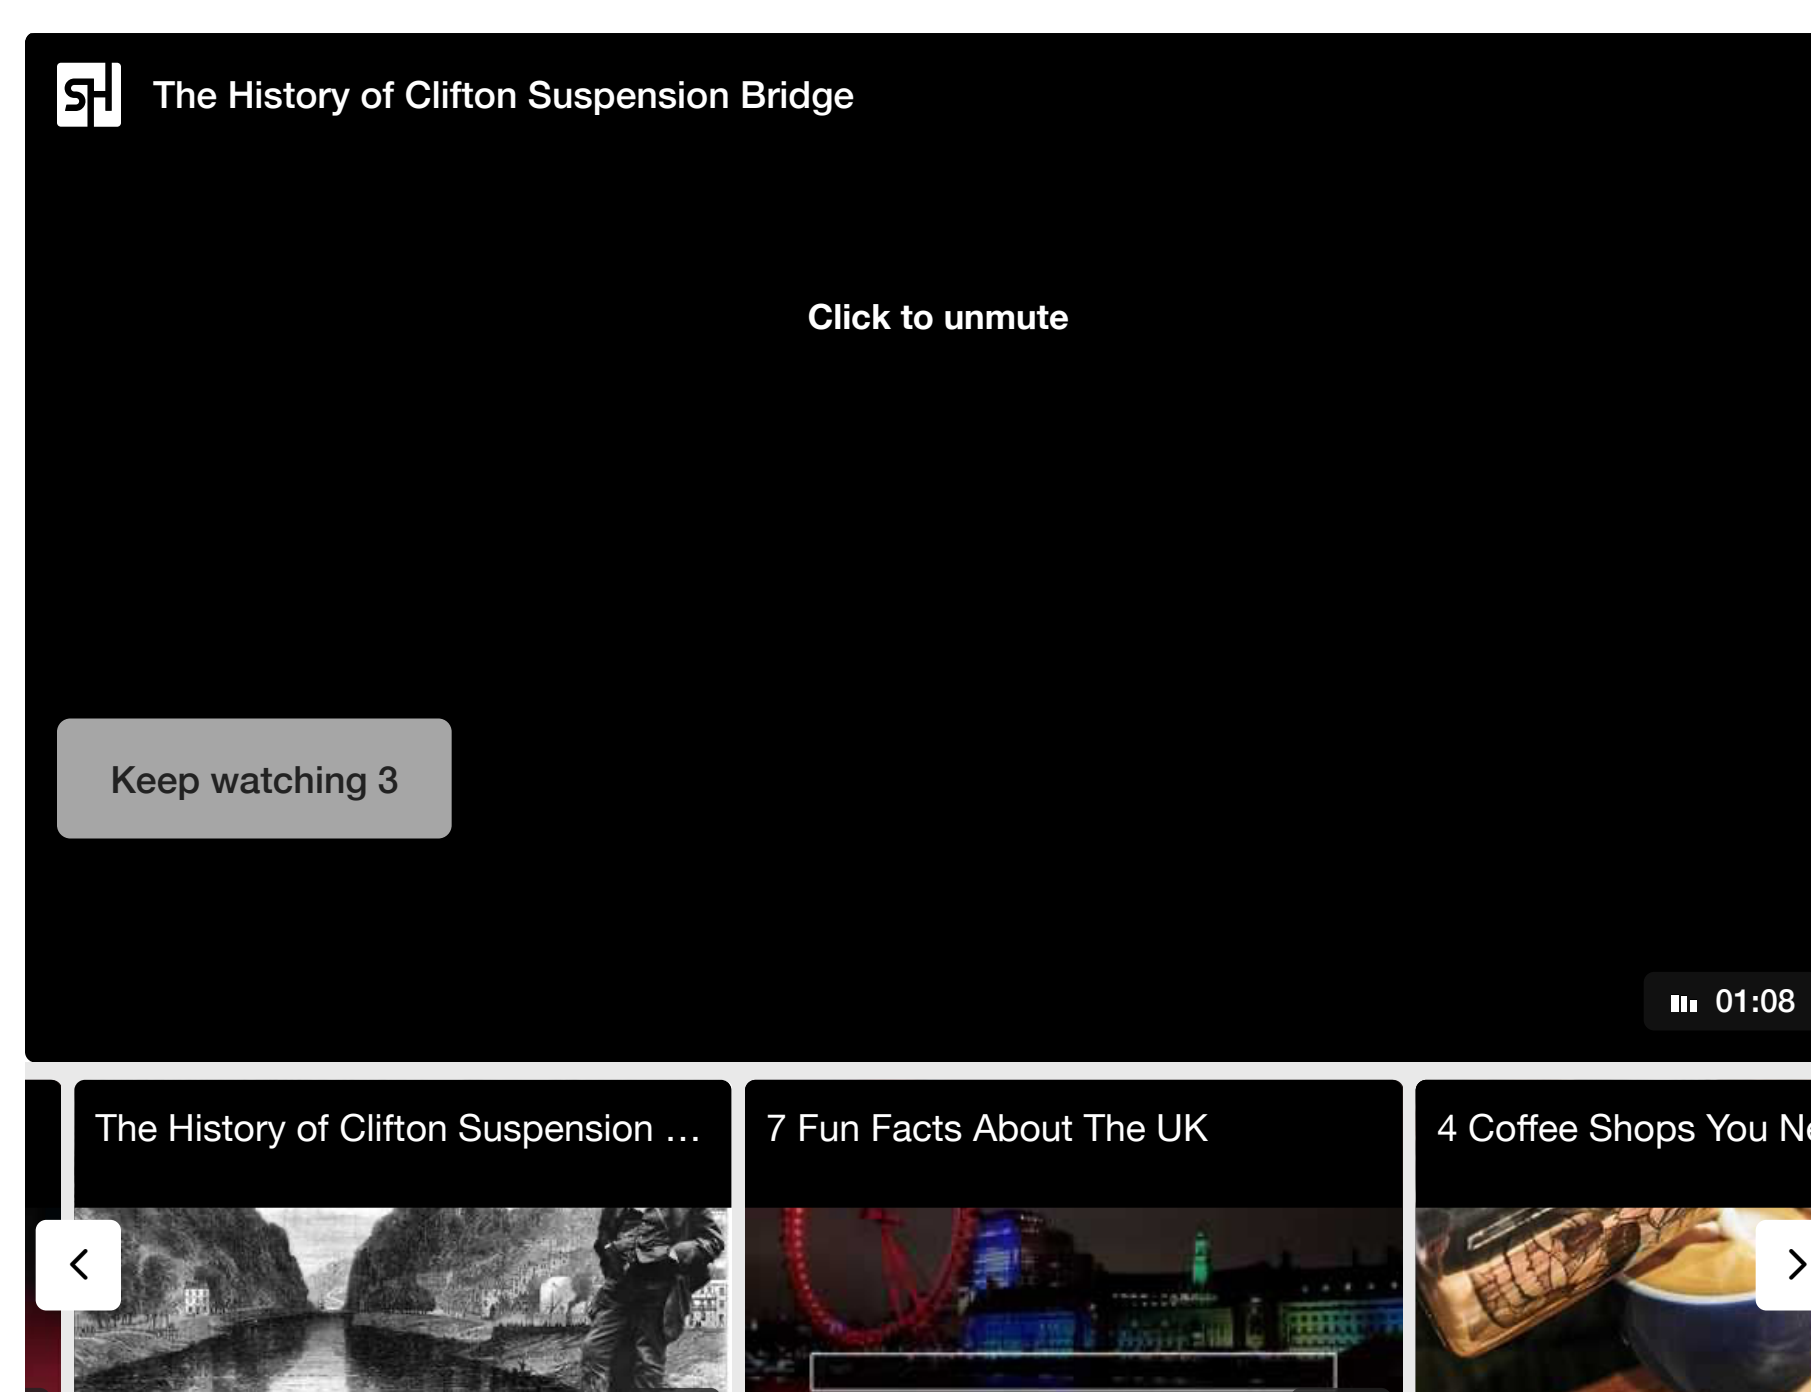 SH
The History of Clifton Suspension Bridge
Click to unmute
Keep watching 3
01:08
The History of Clifton Suspension …
7 Fun Facts About The UK
4 Coffee Shops You